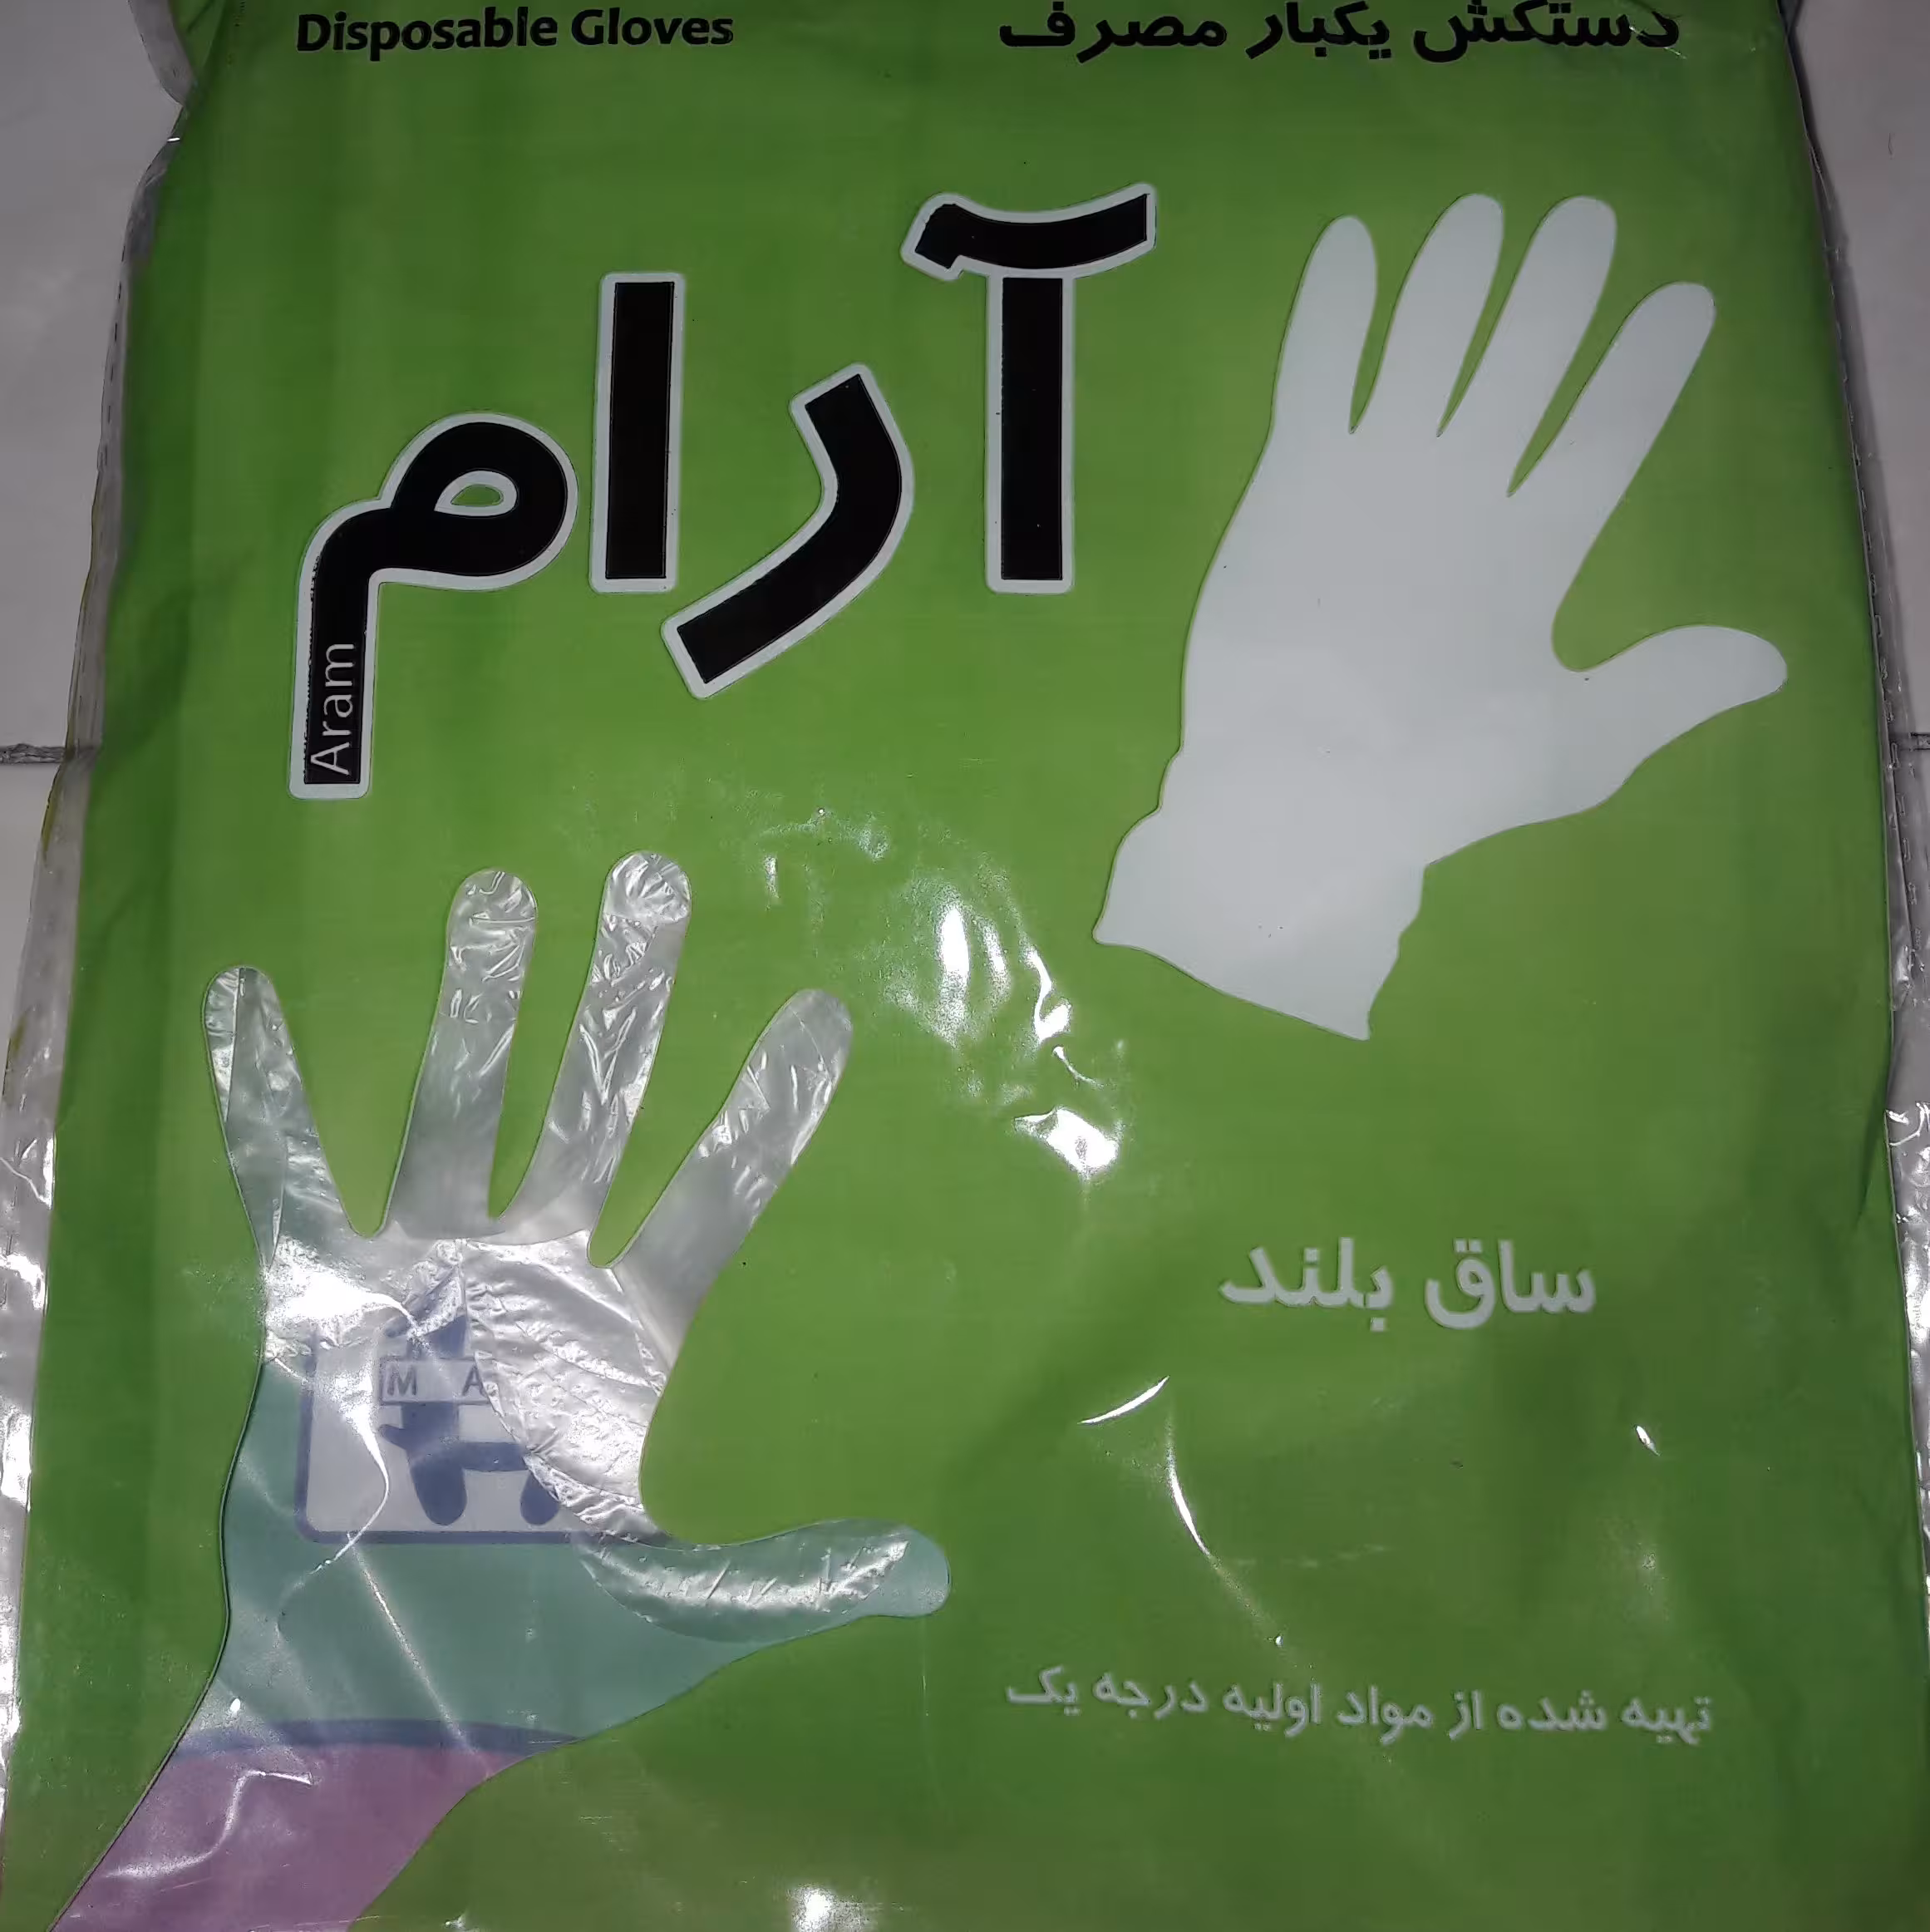 دستکش یکبار مصرف
Disposable Gloves
آرام
Aram
ساق بلند
M A
تهیه شده از مواد اولیه درجه یک